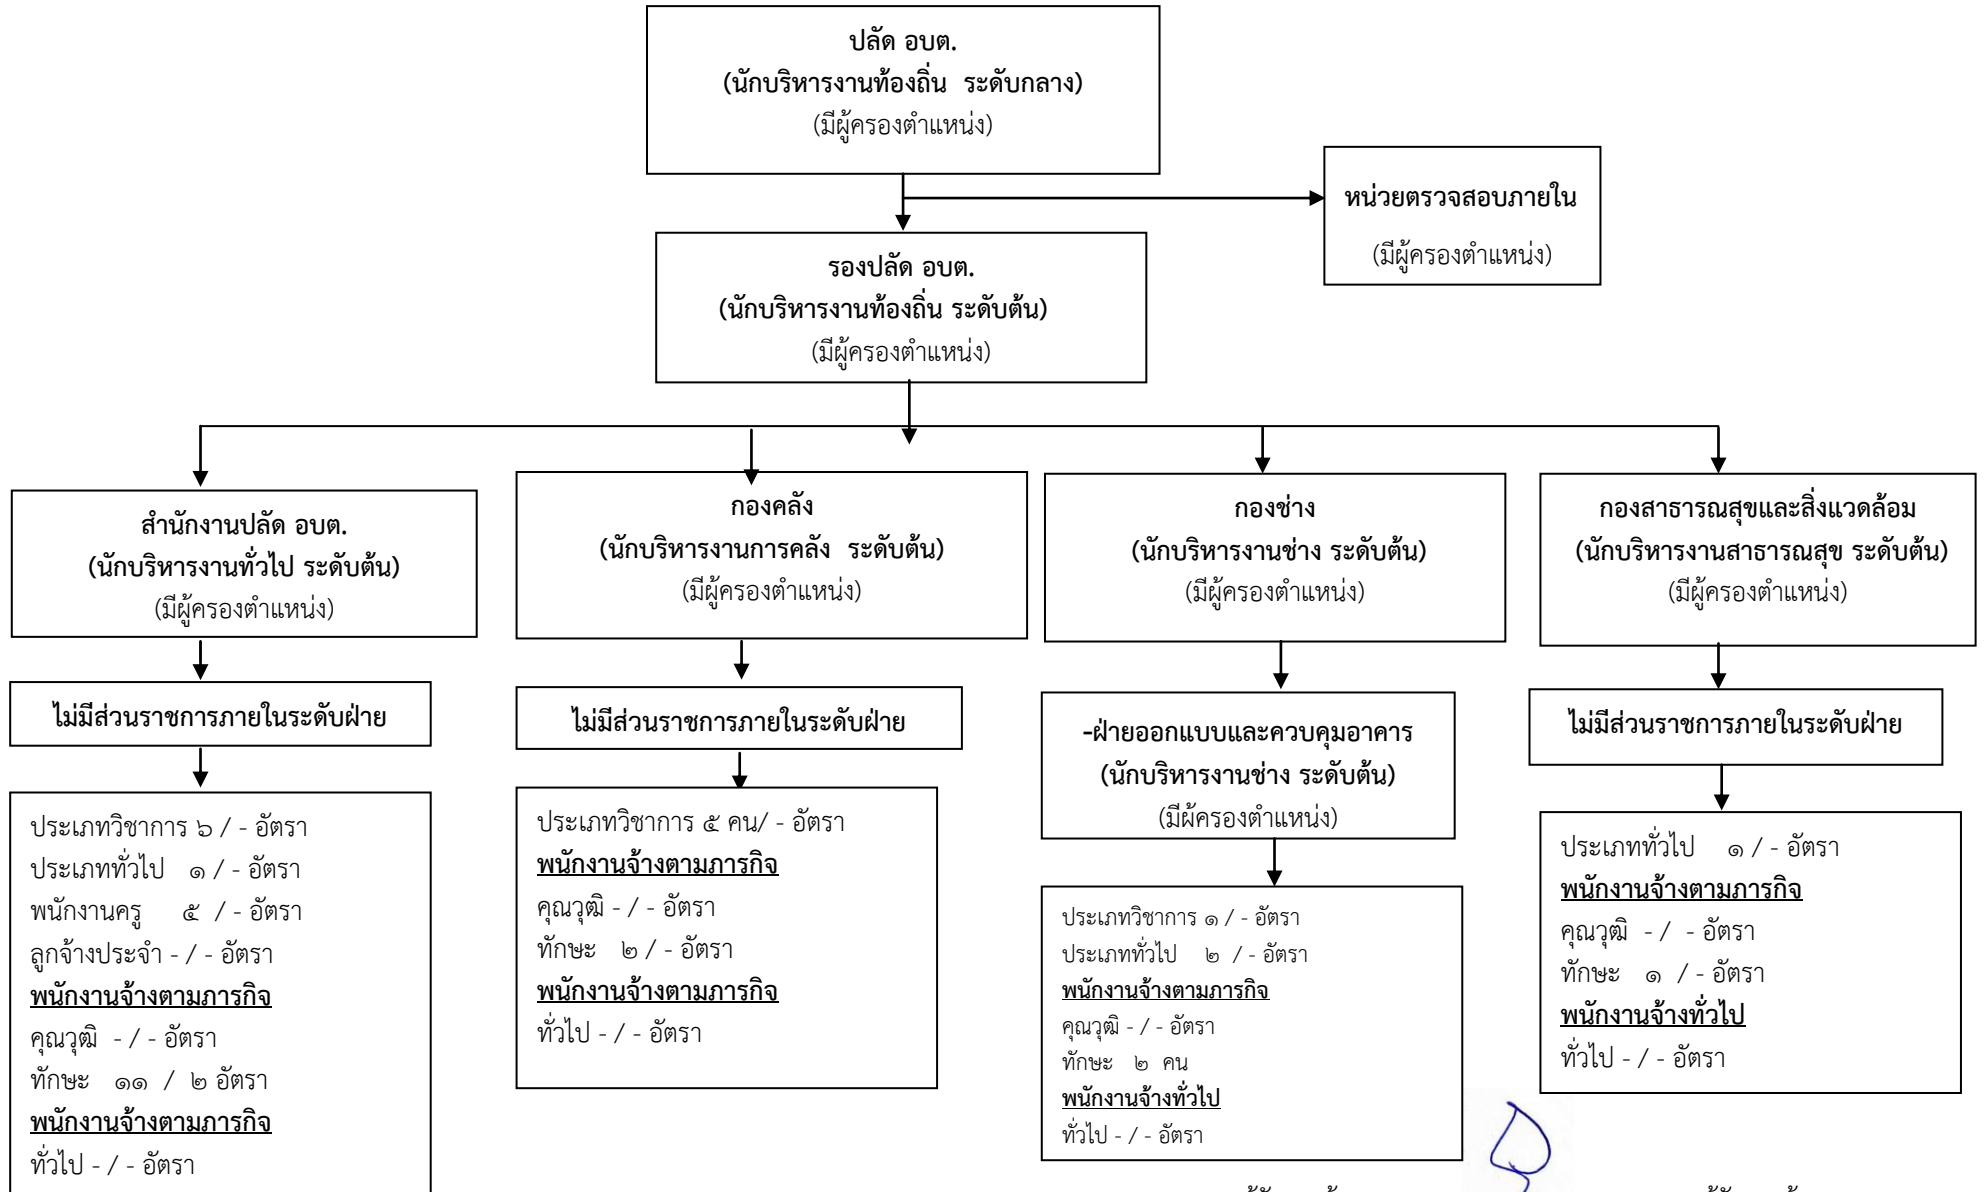 ปลัด อบต.
(นักบริหารงานท้องถิ่น ระดับกลาง)
(มีผู้ครองตำแหน่ง)
หน่วยตรวจสอบภายใน
(มีผู้ครองตำแหน่ง)
รองปลัด อบต.
(นักบริหารงานท้องถิ่น ระดับต้น)
(มีผู้ครองตำแหน่ง)
สำนักงานปลัด อบต.
(นักบริหารงานทั่วไป ระดับต้น)
(มีผู้ครองตำแหน่ง)
ไม่มีส่วนราชการภายในระดับฝ่าย
ประเภทวิชาการ ๖ / - อัตรา
ประเภททั่วไป ๑ / - อัตรา
พนักงานครู ๕ / - อัตรา
ลูกจ้างประจำ - / - อัตรา
พนักงานจ้างตามภารกิจ
คุณวุฒิ - / - อัตรา
ทักษะ ๑๑ / ๒ อัตรา
พนักงานจ้างตามภารกิจ
ทั่วไป - / - อัตรา
กองคลัง
(นักบริหารงานการคลัง ระดับต้น)
(มีผู้ครองตำแหน่ง)
ไม่มีส่วนราชการภายในระดับฝ่าย
ประเภทวิชาการ ๕ คน/ - อัตรา
พนักงานจ้างตามภารกิจ
คุณวุฒิ - / - อัตรา
ทักษะ ๒ / - อัตรา
พนักงานจ้างตามภารกิจ
ทั่วไป - / - อัตรา
กองช่าง
(นักบริหารงานช่าง ระดับต้น)
(มีผู้ครองตำแหน่ง)
-ฝ่ายออกแบบและควบคุมอาคาร
(นักบริหารงานช่าง ระดับต้น)
(มีผ้ครองตำแหน่ง)
ประเภทวิชาการ ๑ / - อัตรา
ประเภททั่วไป ๒ / - อัตรา
พนักงานจ้างตามภารกิจ
คุณวุฒิ - / - อัตรา
ทักษะ ๒ คน
พนักงานจ้างทั่วไป
ทั่วไป - / - อัตรา
กองสาธารณสุขและสิ่งแวดล้อม
(นักบริหารงานสาธารณสุข ระดับต้น)
(มีผู้ครองตำแหน่ง)
ไม่มีส่วนราชการภายในระดับฝ่าย
ประเภททั่วไป ๑ / - อัตรา
พนักงานจ้างตามภารกิจ
คุณวุฒิ - / - อัตรา
ทักษะ ๑ / - อัตรา
พนักงานจ้างทั่วไป
ทั่วไป - / - อัตรา